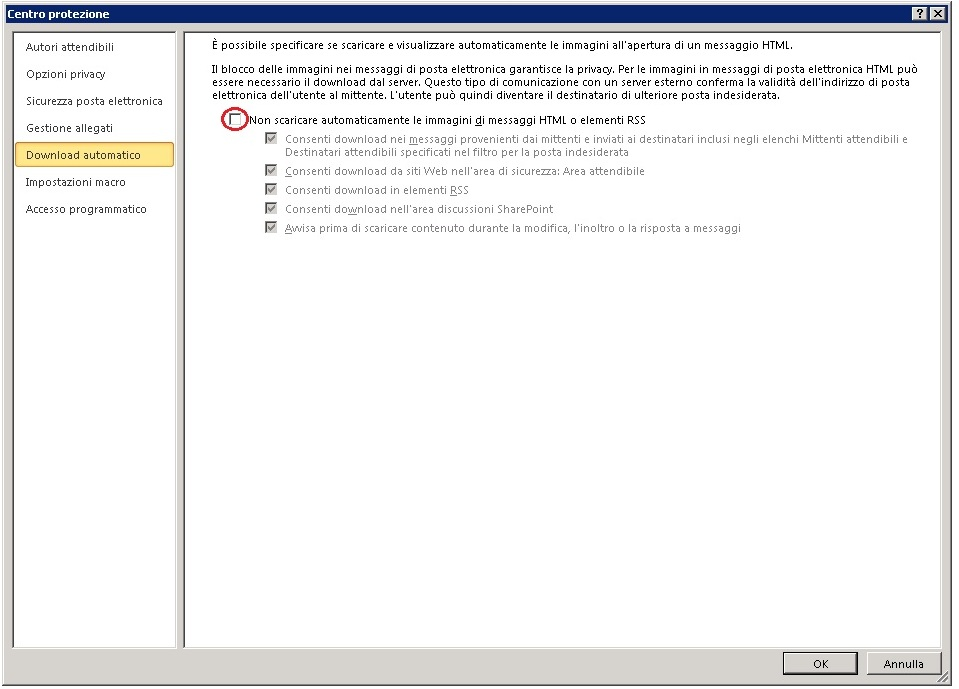 Centro protezione
Autori attendibili
Opzioni privacy
Sicurezza posta elettronica
Gestione allegati
Download automatico
Impostazioni macro
Accesso programmatico
È possibile specificare se scaricare e visualizzare automaticamente le immagini all'apertura di un messaggio HTML.
Il blocco delle immagini nei messaggi di posta elettronica garantisce la privacy. Per le immagini in messaggi di posta elettronica HTML può
essere necessario il download dal server. Questo tipo di comunicazione con un server esterno conferma la validità dell'indirizzo di posta
elettronica dell'utente al mittente. L'utente può quindi diventare il destinatario di ulteriore posta indesiderata.
Non scaricare automaticamente le immagini di messaggi HTML o elementi RSS
Consenti download nei messaggi provenienti dai mittenti e inviati ai destinatari inclusi negli elenchi Mittenti attendibili e
Destinatari attendibili specificati nel filtro per la posta indesiderata
Consenti download da siti Web nell'area di sicurezza: Area attendibile
Consenti download in elementi RSS
Consenti download nell'area discussioni SharePoint
Avvisa prima di scaricare contenuto durante la modifica, l'inoltro o la risposta a messaggi
OK
Annulla